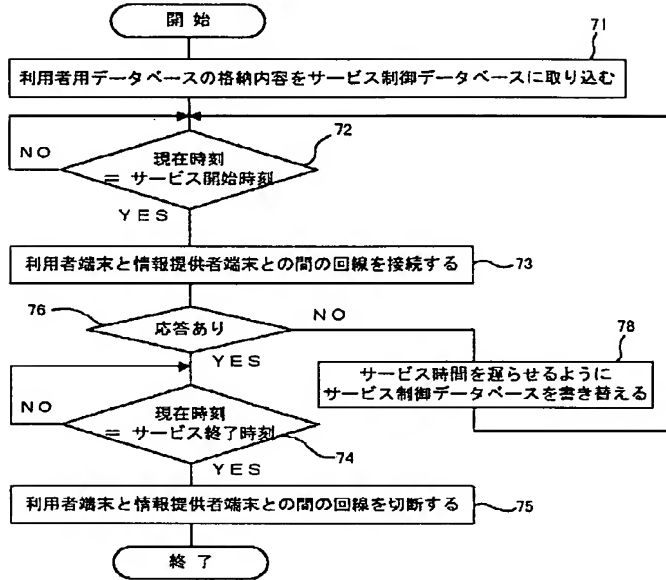 開 始
71
利用者用データベースの格納内容をサービス制御データベースに取り込む
72
NO
現在時刻
= サービス開始時刻
YES
利用者端末と情報提供者端末との間の回線を接続する
73
76
応答あり
NO
YES
78
サービス時間を遅らせるように
サービス制御データベースを書き替える
NO
現在時刻
= サービス終了時刻
74
YES
利用者端末と情報提供者端末との間の回線を切断する
75
終 了